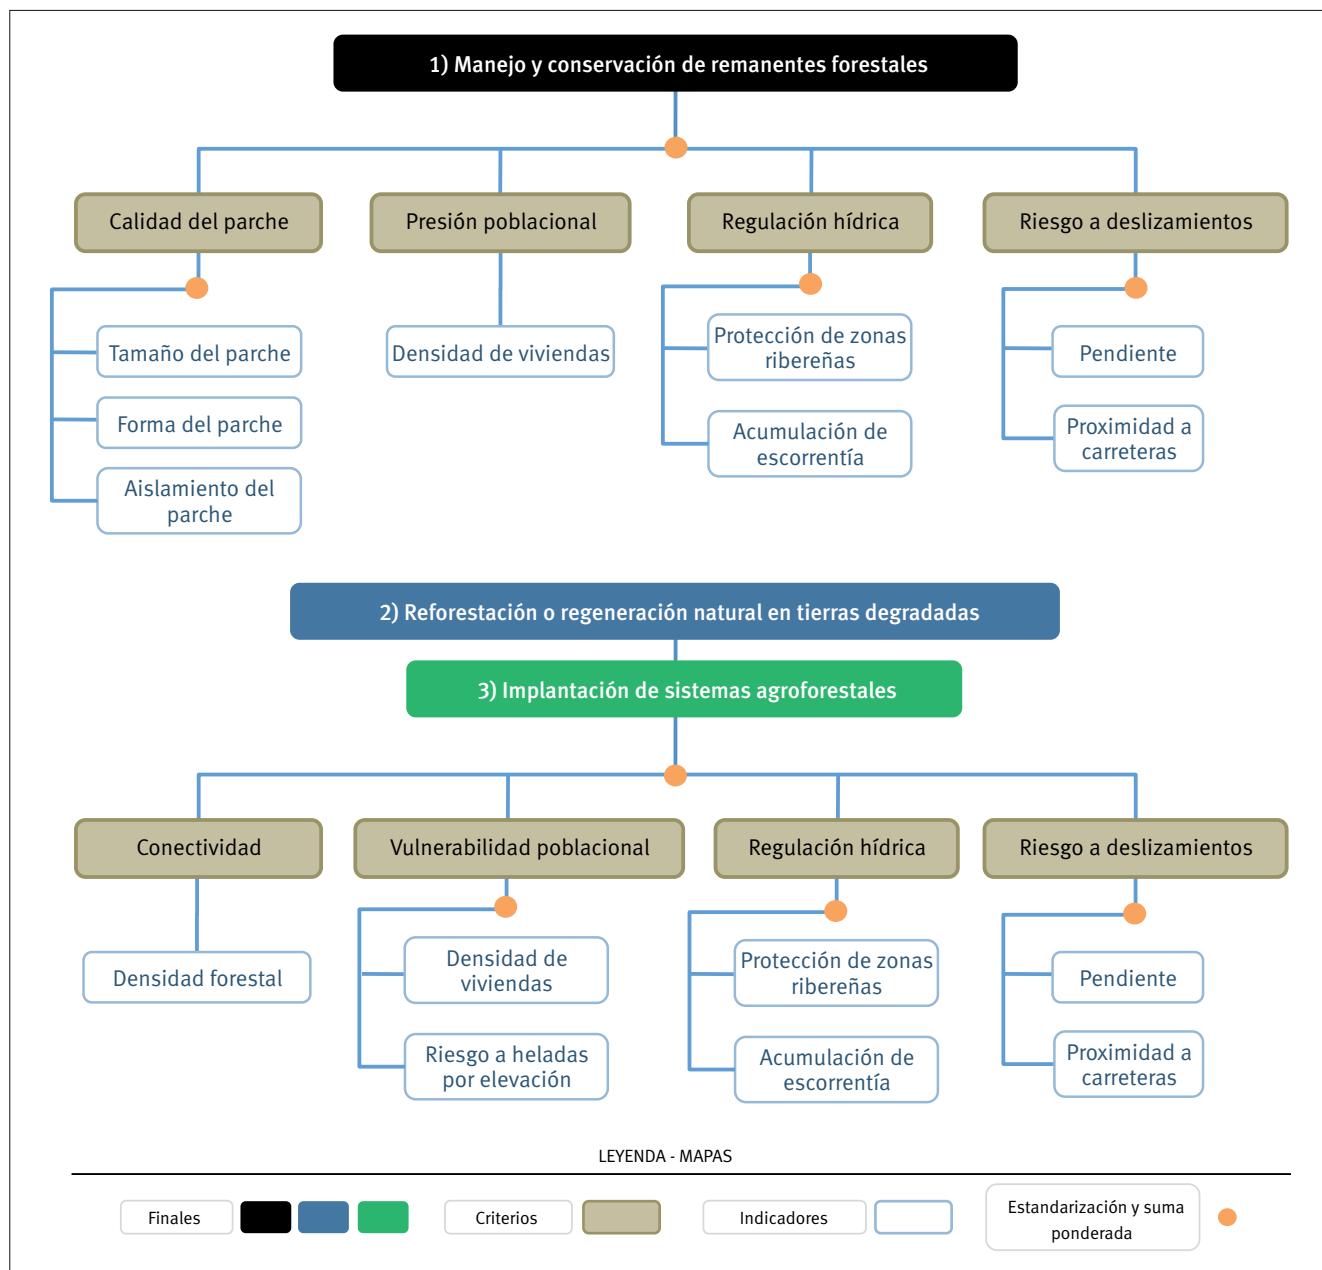 1) Manejo y conservación de remanentes forestales
Calidad del parche
Presión poblacional
Regulación hídrica
Riesgo a deslizamientos
Tamaño del parche
Forma del parche
Aislamiento del
parche
Densidad de viviendas
Protección de zonas
ribereñas
Acumulación de
escorrentía
Pendiente
Proximidad a
carreteras
2) Reforestación o regeneración natural en tierras degradadas
3) Implantación de sistemas agroforestales
Conectividad
Vulnerabilidad poblacional
Regulación hídrica
Riesgo a deslizamientos
Densidad forestal
Densidad de
viviendas
Riesgo a heladas
por elevación
Protección de zonas
ribereñas
Acumulación de
escorrentía
Pendiente
Proximidad a
carreteras
LEYENDA - MAPAS
Finales
Criterios
Indicadores
Estandarización y suma
ponderada